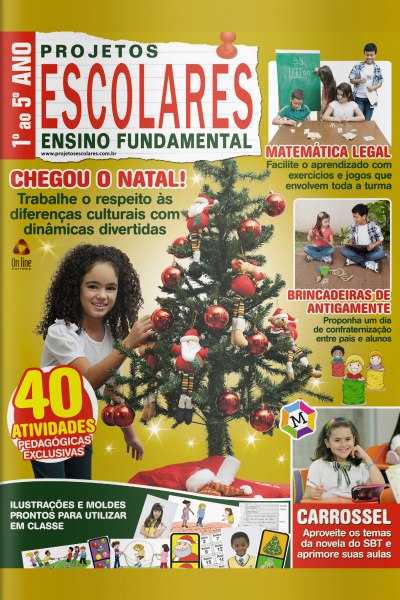 1º ao 5º ANO
PROJETOS
ESCOLARES
ENSINO FUNDAMENTAL
www.projetosescolares.com.br
CHEGOU O NATAL!
Trabalhe o respeito às
diferenças culturais com
dinâmicas divertidas
On line
EDITORA
MATEMÁTICA LEGAL
Facilite o aprendizado com
exercícios e jogos que
envolvem toda a turma
BRINCADEIRAS DE
ANTIGAMENTE
Proponha um dia
de confraternização
entre pais e alunos
40
ATIVIDADES
PEDAGÓGICAS
EXCLUSIVAS
M
ILUSTRAÇÕES E MOLDES
PRONTOS PARA UTILIZAR
EM CLASSE
CARROSSEL
Aproveite os temas
da novela do SBT e
aprimore suas aulas